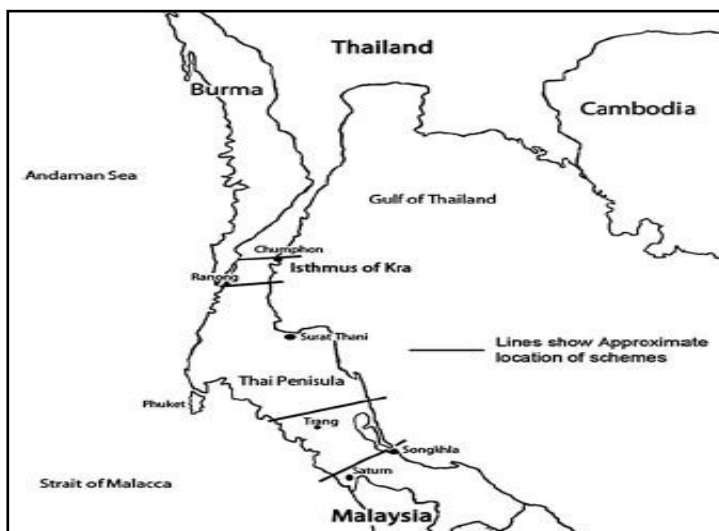 Thailand
Burma
Cambodia
Andaman Sea
Gulf of Thailand
Chumphon
Isthmus of Kra
Ranong
Surat Thani
Lines show Approximate
location of schemes
Thai Penisula
Phuket
Trang
Songkhla
Satum
Strait of Malacca
Malaysia